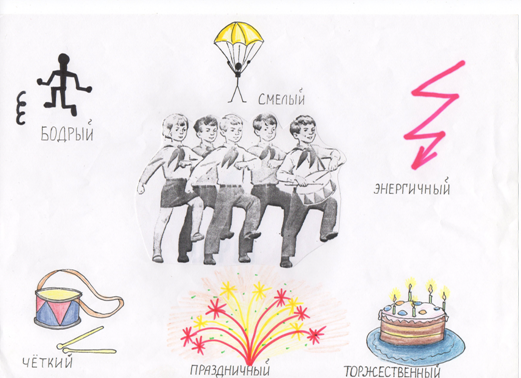 СМЕЛЫЙ
БОДРЫЙ
ЭНЕРГИЧНЫЙ
ЧЁТКИЙ
ПРАЗДНИЧНЫЙ
ТОРЖЕСТВЕННЫЙ